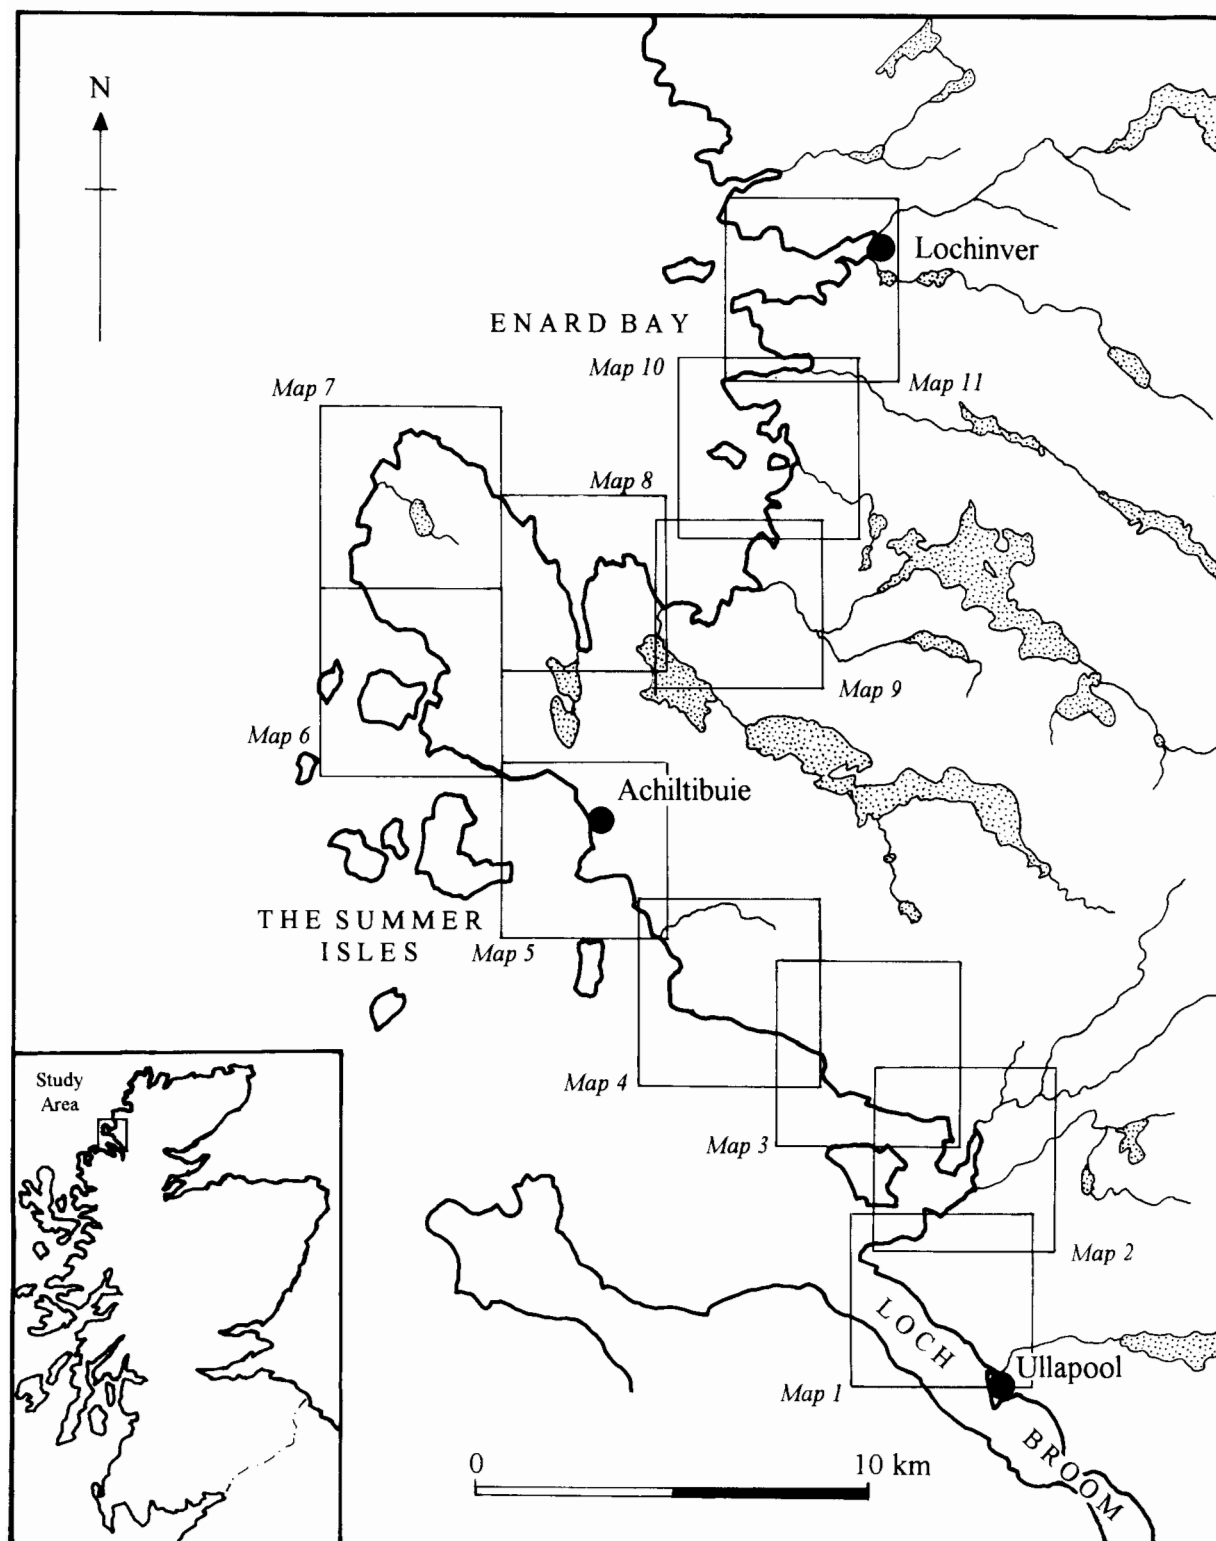 N
Lochinver
ENARD BAY
Map 10
Map 11
Map 7
Map 8
Map 9
Map 6
Achiltibuie
THE SUMMER
ISLES
Map 5
Study
Area
Map 4
Map 3
Map 2
LOCH
Ullapool
Map 1
BROOM
0
10 km